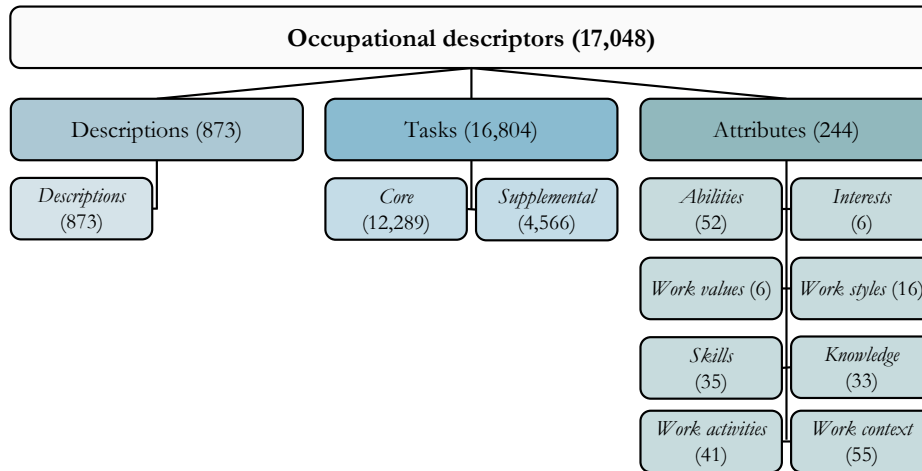 Occupational descriptors (17,048)
Descriptions (873)
Tasks (16,804)
Attributes (244)
Descriptions
(873)
Core
(12,289)
Supplemental
(4,566)
Abilities
(52)
Interests
(6)
Work values (6)
Work styles (16)
Skills
(35)
Knowledge
(33)
Work activities
(41)
Work context
(55)